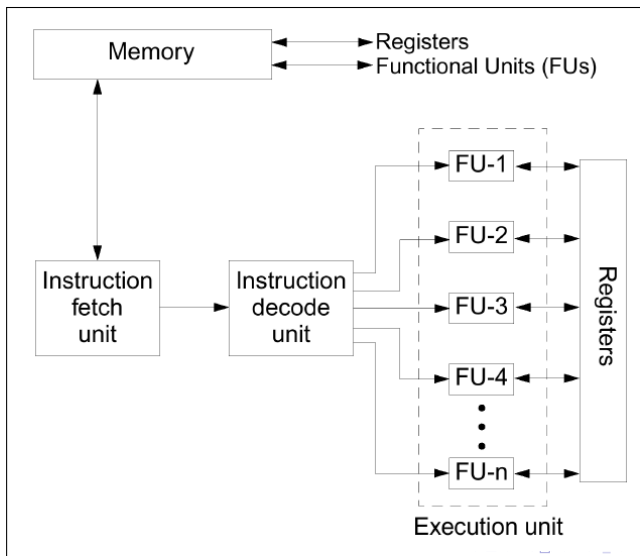 Memory
Registers
Functional Units (FUs)
Instruction
fetch
unit
Instruction
decode
unit
FU-1
FU-2
FU-3
FU-4
FU-n
Registers
Execution unit